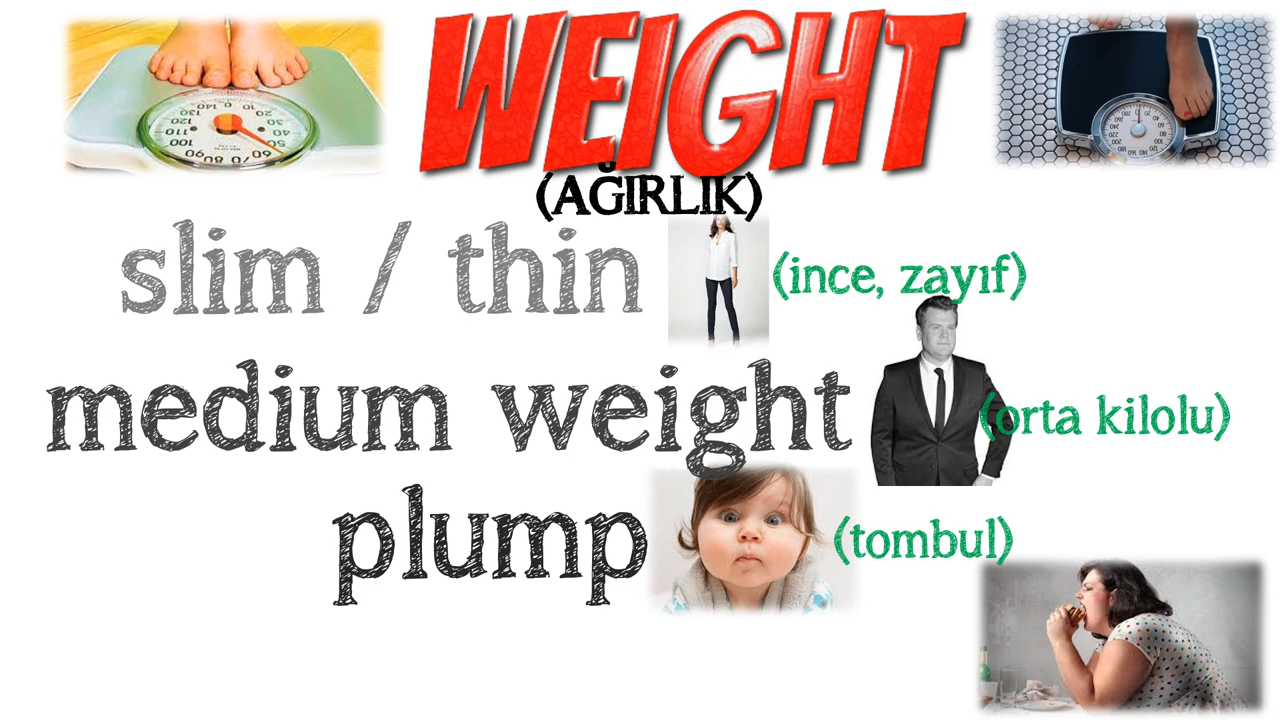 WEIGHT
(AĞIRLIK)
slim / thin (ince, zayıf)
medium weight (orta kilolu)
plump (tombul)